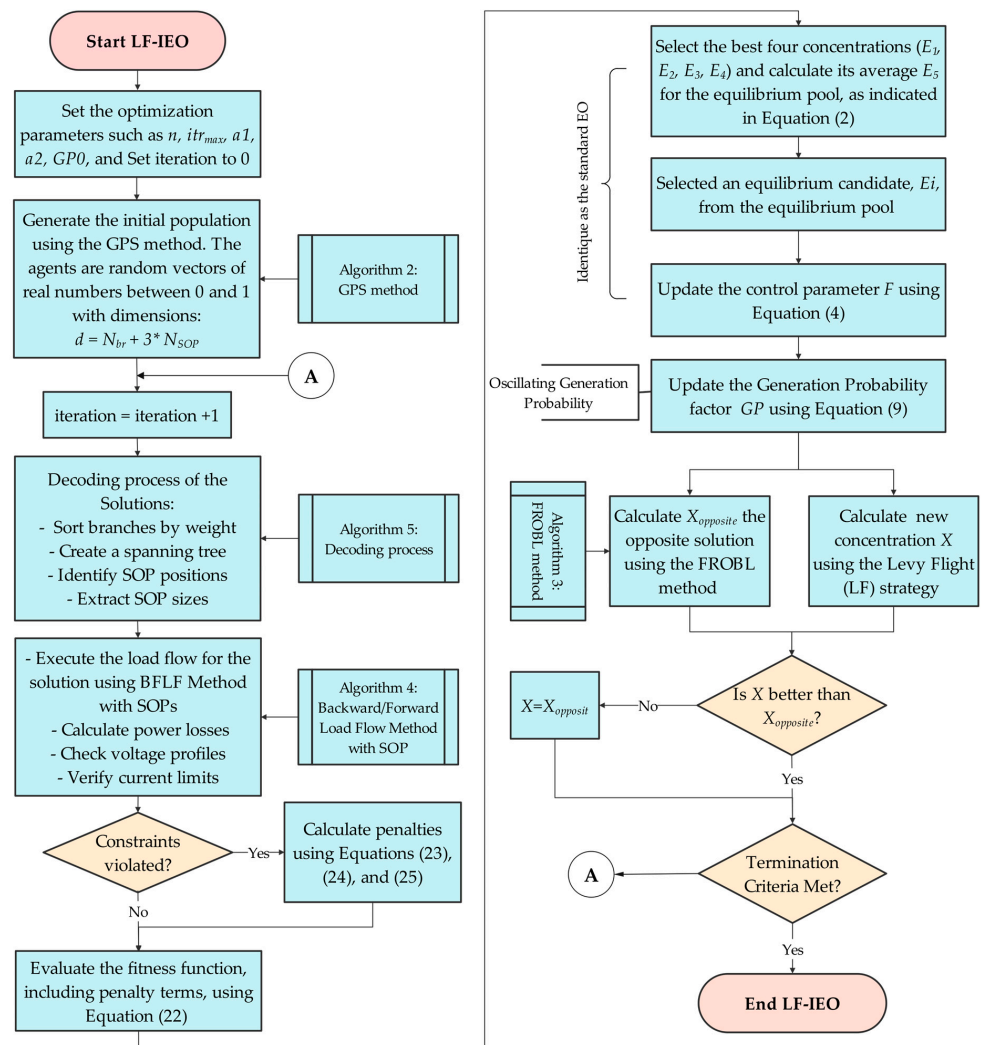 Start LF-IEO
Set the optimization
parameters such as n, itrmax, a1,
a2, GP0, and Set iteration to 0
Generate the initial population
using the GPS method. The
agents are random vectors of
real numbers between 0 and 1
with dimensions:
d = Nbr + 3* NSOP
Algorithm 2:
GPS method
A
iteration = iteration +1
Decoding process of the
Solutions:
- Sort branches by weight
- Create a spanning tree
- Identify SOP positions
- Extract SOP sizes
Algorithm 5:
Decoding process
- Execute the load flow for the
solution using BFLF Method
with SOPs
- Calculate power losses
- Check voltage profiles
- Verify current limits
Algorithm 4:
Backward/Forward
Load Flow Method
with SOP
Constraints
violated?
Yes
Calculate penalties
using Equations (23),
(24), and (25)
No
Evaluate the fitness function,
including penalty terms, using
Equation (22)
Select the best four concentrations (E1,
E2, E3, E4) and calculate its average E5
for the equilibrium pool, as indicated
in Equation (2)
Identique as the standard EO
Selected an equilibrium candidate, Ei,
from the equilibrium pool
Update the control parameter F using
Equation (4)
Oscillating Generation
Probability
Update the Generation Probability
factor GP using Equation (9)
Algorithm 3:
FROBL method
Calculate Xopposite the
opposite solution
using the FROBL
method
Calculate new
concentration X
using the Levy Flight
(LF) strategy
Is X better than
Xopposite?
No
X=Xopposit
Yes
Termination
Criteria Met?
A
Yes
End LF-IEO